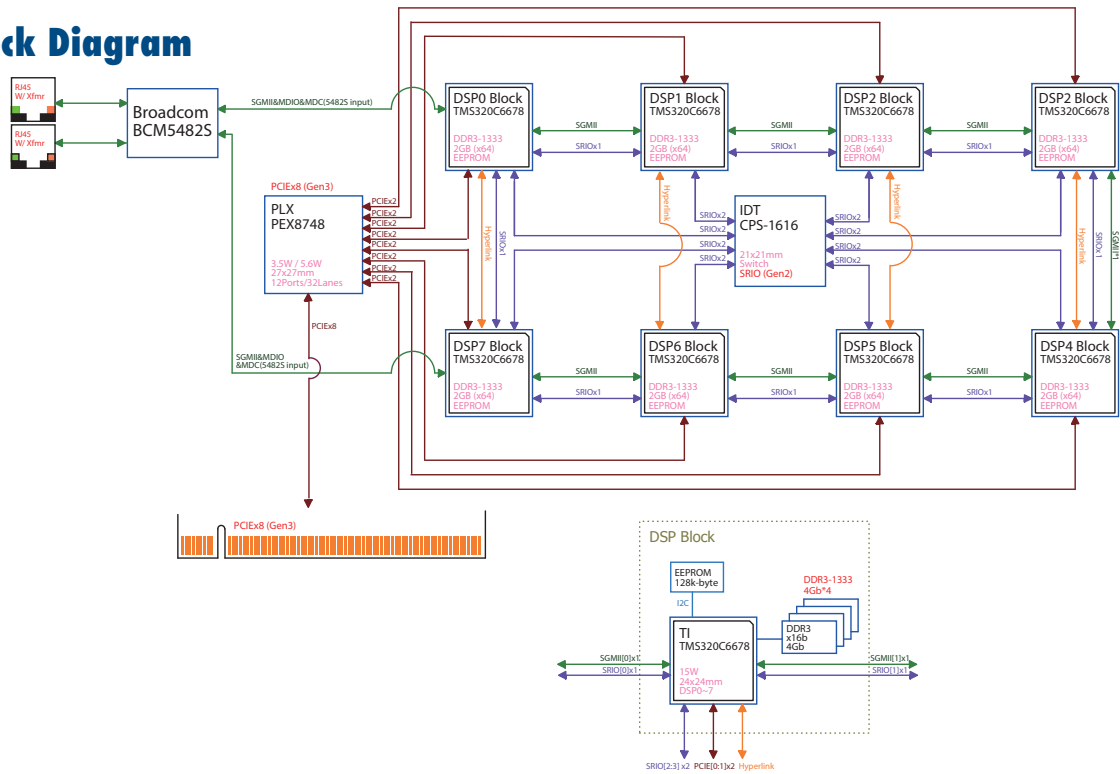 ck Diagram
RJ45
W/ Xfmr
RJ45
W/ Xfmr
Broadcom
BCM5482S
SGMII&MDIO&MDC(5482S input)
SGMII&MDIO
&MDC(5482S input)
DSP0 Block
TMS320C6678
DDR3-1333
2GB (x64)
EEPROM
SGMII
SRIOx1
DSP1 Block
TMS320C6678
DDR3-1333
2GB (x64)
EEPROM
SGMII
SRIOx1
DSP2 Block
TMS320C6678
DDR3-1333
2GB (x64)
EEPROM
SGMII
SRIOx1
DSP2 Block
TMS320C6678
DDR3-1333
2GB (x64)
EEPROM
PCIEx8 (Gen3)
PLX
PEX8748
3.5W / 5.6W
27x27mm
12Ports/32Lanes
PCIEx2
PCIEx2
PCIEx2
PCIEx2
PCIEx2
PCIEx2
PCIEx2
PCIEx2
PCIEx8
Hyperlink
SRIOx1
Hyperlink
SRIOx2
SRIOx2
SRIOx2
SRIOx2
IDT
CPS-1616
21x21mm
Switch
SRIO (Gen2)
SRIOx2
SRIOx2
SRIOx2
SRIOx2
Hyperlink
Hyperlink
SRIOx1
SGMII*1
DSP7 Block
TMS320C6678
DDR3-1333
2GB (x64)
EEPROM
SGMII
SRIOx1
DSP6 Block
TMS320C6678
DDR3-1333
2GB (x64)
EEPROM
SGMII
SRIOx1
DSP5 Block
TMS320C6678
DDR3-1333
2GB (x64)
EEPROM
SGMII
SRIOx1
DSP4 Block
TMS320C6678
DDR3-1333
2GB (x64)
EEPROM
PCIEx8 (Gen3)
DSP Block
EEPROM
128k-byte
I2C
DDR3-1333
4Gb*4
DDR3
x16b
4Gb
TI
TMS320C6678
15W
24x24mm
DSP0~7
SGMII[0]x1
SRIO[0]x1
SGMII[1]x1
SRIO[1]x1
SRIO[2:3] x2 PCIE[0:1]x2 Hyperlink